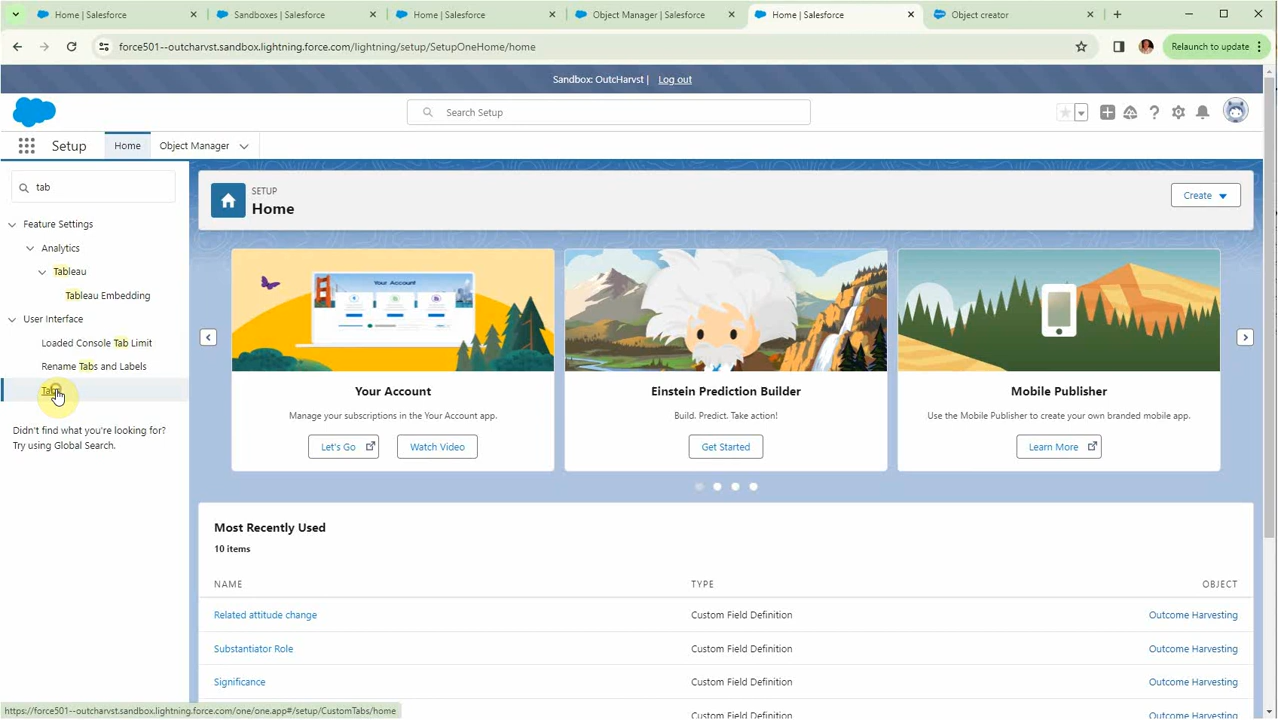 Home | Salesforce
Sandboxes | Salesforce
Home | Salesforce
Object Manager | Salesforce
Home | Salesforce
Object creator
force501--outcharvst.sandbox.lightning.force.com/lightning/setup/SetupOneHome/home
Relaunch to update
Sandbox: OutcHarvst | Log out
Search Setup
Setup
Home
Object Manager
tab
Feature Settings
Analytics
Tableau
Tableau Embedding
User Interface
Loaded Console Tab Limit
Rename Tabs and Labels
Tabs
Didn't find what you're looking for?
Try using Global Search.
SETUP
Home
Create
Your Account
Your Account
Manage your subscriptions in the Your Account app.
Let's Go
Watch Video
Einstein Prediction Builder
Build. Predict. Take action!
Get Started
Mobile Publisher
Use the Mobile Publisher to create your own branded mobile app.
Learn More
Most Recently Used
10 items
NAME TYPE OBJECT
Related attitude change Custom Field Definition Outcome Harvesting
Substantiator Role Custom Field Definition Outcome Harvesting
Significance Custom Field Definition Outcome Harvesting
Custom Field Definition Outcome Harvesting
https://force501--outcharvst.sandbox.lightning.force.com/one/one.app#/setup/CustomTabs/home